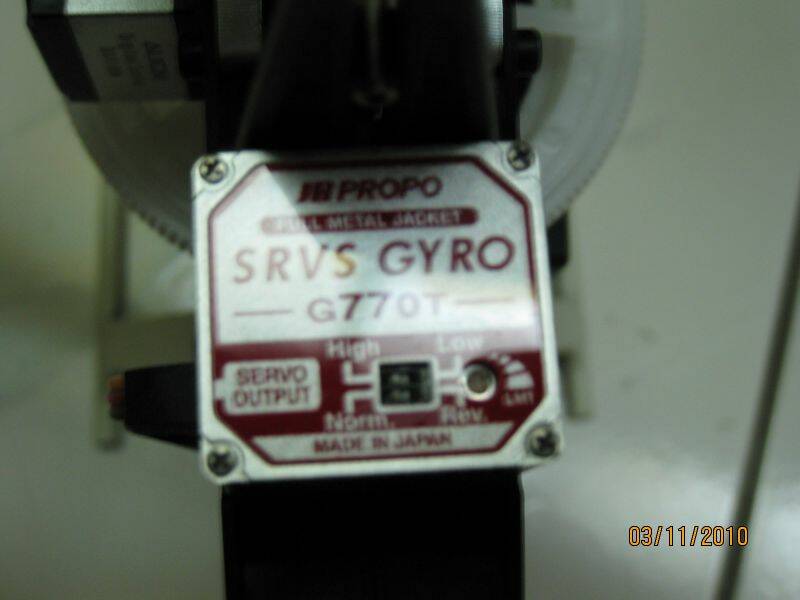 JR PROPO
FULL METAL JACKET
SRVS GYRO
G770T
High Low
SERVO
OUTPUT
Norm. Rev.
LMT
MADE IN JAPAN
03/11/2010